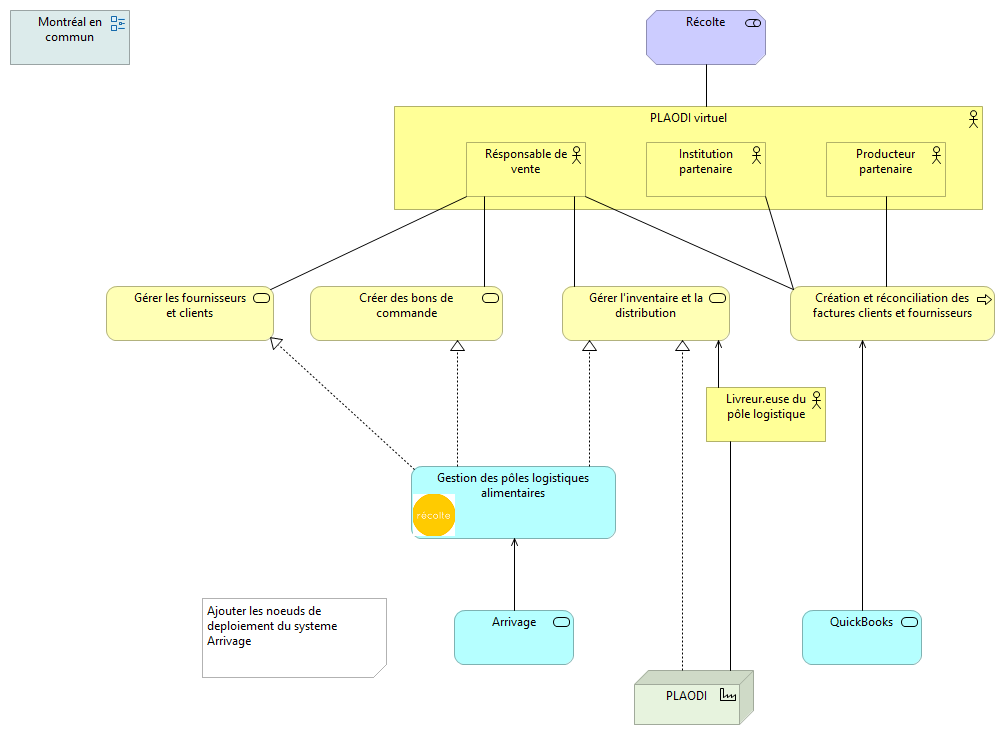 Montréal en
commun
Récolte
PLAODI virtuel
Résponsable de
vente
Institution
partenaire
Producteur
partenaire
Gérer les fournisseurs
et clients
Créer des bons de
commande
Gérer l'inventaire et la
distribution
Création et réconciliation des
factures clients et fournisseurs
Livreur.euse du
pôle logistique
Gestion des pôles logistiques
alimentaires
récolte
Ajouter les noeuds de
deploiement du systeme
Arrivage
Arrivage
QuickBooks
PLAODI